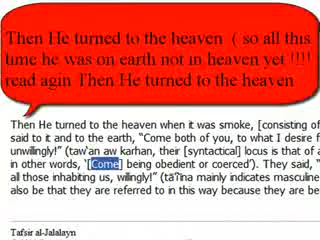 Then He turned to the heaven ( so all this
time he was on earth not in heaven yet !!!!
read agin Then He turned to the heaven
Then He turned to the heaven when it was smoke, [consisting of
said to it and to the earth, “Come both of you, to what I desire f
unwillingly!” (taw‘an aw karhan, their [syntactical] locus is that of a
in other words, ‘[Come] being obedient or coerced’). They said, “
all those inhabiting us, willingly!” (tā’i‘īna mainly indicates masculine
also be that they are referred to in this way because they are be
Tafsir al-Jalalayn